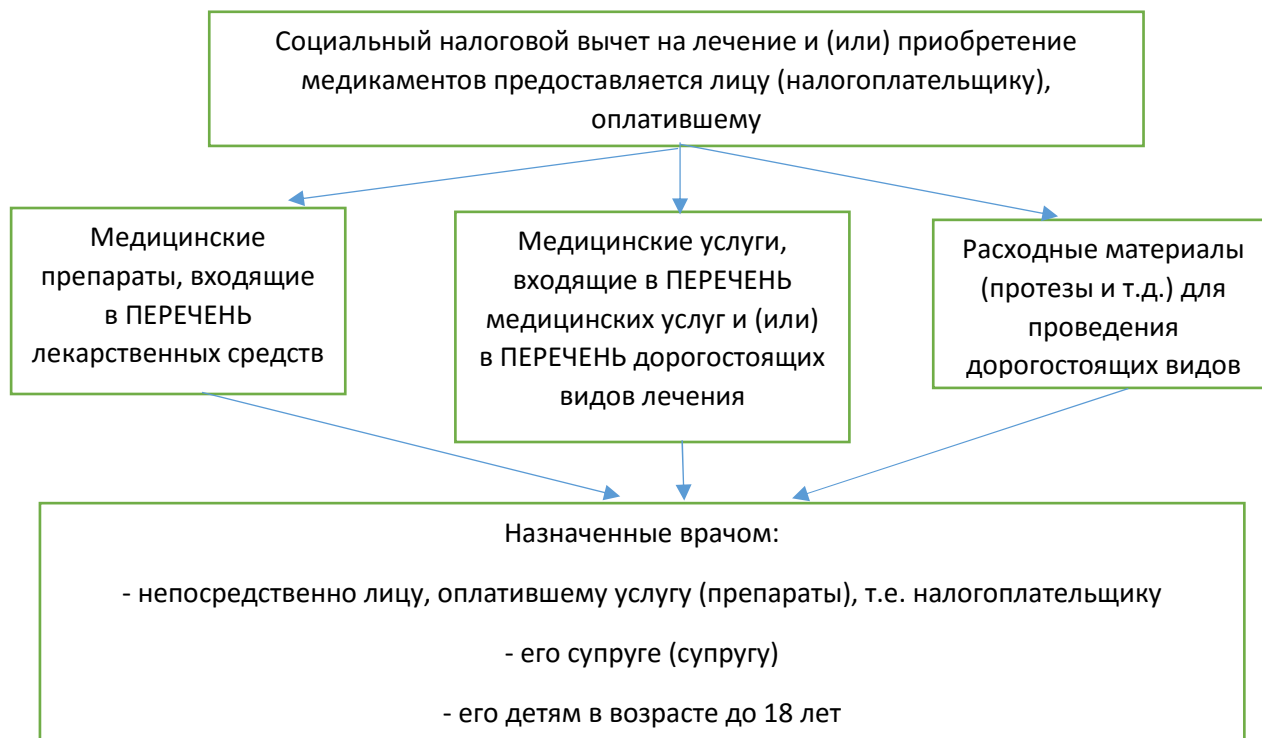 Социальный налоговой вычет на лечение и (или) приобретение
медикаментов предоставляется лицу (налогоплательщику),
оплатившему
Медицинские
препараты, входящие
в ПЕРЕЧЕНЬ
лекарственных средств
Медицинские услуги,
входящие в ПЕРЕЧЕНЬ
медицинских услуг и (или)
в ПЕРЕЧЕНЬ дорогостоящих
видов лечения
Расходные материалы
(протезы и т.д.) для
проведения
дорогостоящих видов
Назначенные врачом:
- непосредственно лицу, оплатившему услугу (препараты), т.е. налогоплательщику
- его супруге (супругу)
- его детям в возрасте до 18 лет